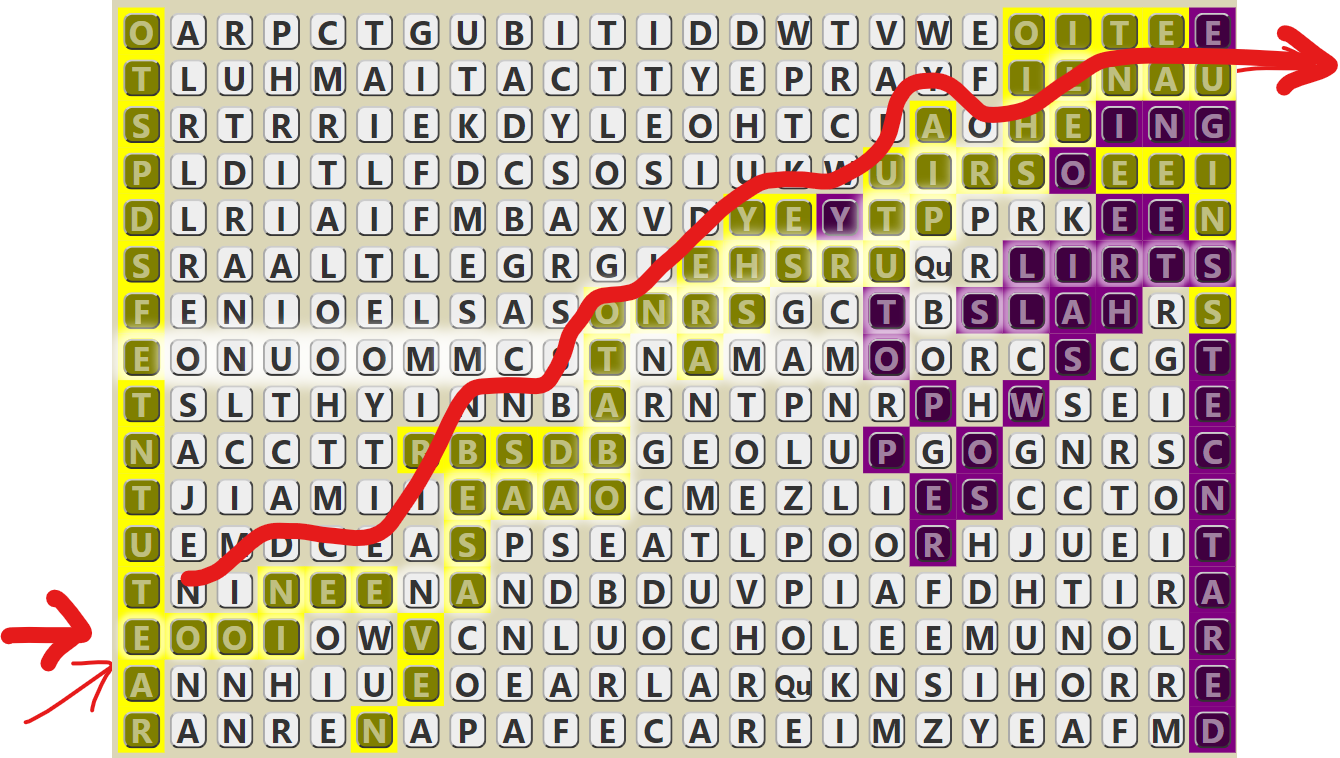 O A R P C T G U B I T I D D W T V W E O I T E E
T L U H M A I T A C T T Y E P R A Y F I E N A U
S R T R R I E K D Y L E O H T C A O H E I N G
P L D I T L F D C S O S I U K W U I R S O E E I
D L R I A I F M B A X V D Y E Y T P P R K E E N
S R A A L T L E G R G E H S R U Qu R L I R T S
F E N I O E L S A S O N R S G C T B S L A H R S
E O N U O O M M C S T N A M A M O O R C S C G T
T S L T H Y I N N B A R N T P N R P H W S E I E
N A C C T T R B S D B G E O L U P G O G N R S C
T J I A M I I E A A O C M E Z L I E S C C T O N
U E M D C E A S P S E A T L P O O R H J U E I T
T N I N E E N A N D B D U V P I A F D H T I R A
E O O I O W V C N L U O C H O L E E M U N O L R
A N N H I U E O E A R L A R Qu K N S I H O R R E
R A N R E N A P A F E C A R E I M Z Y E A F M D